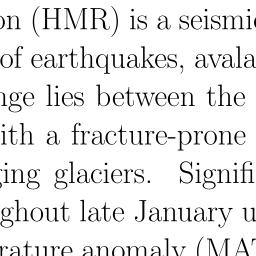 on (HMR) is a seismic
of earthquakes, avala
nge lies between the
ith a fracture-prone
ging glaciers. Signifi
ghout late January u
rature anomaly (MAT